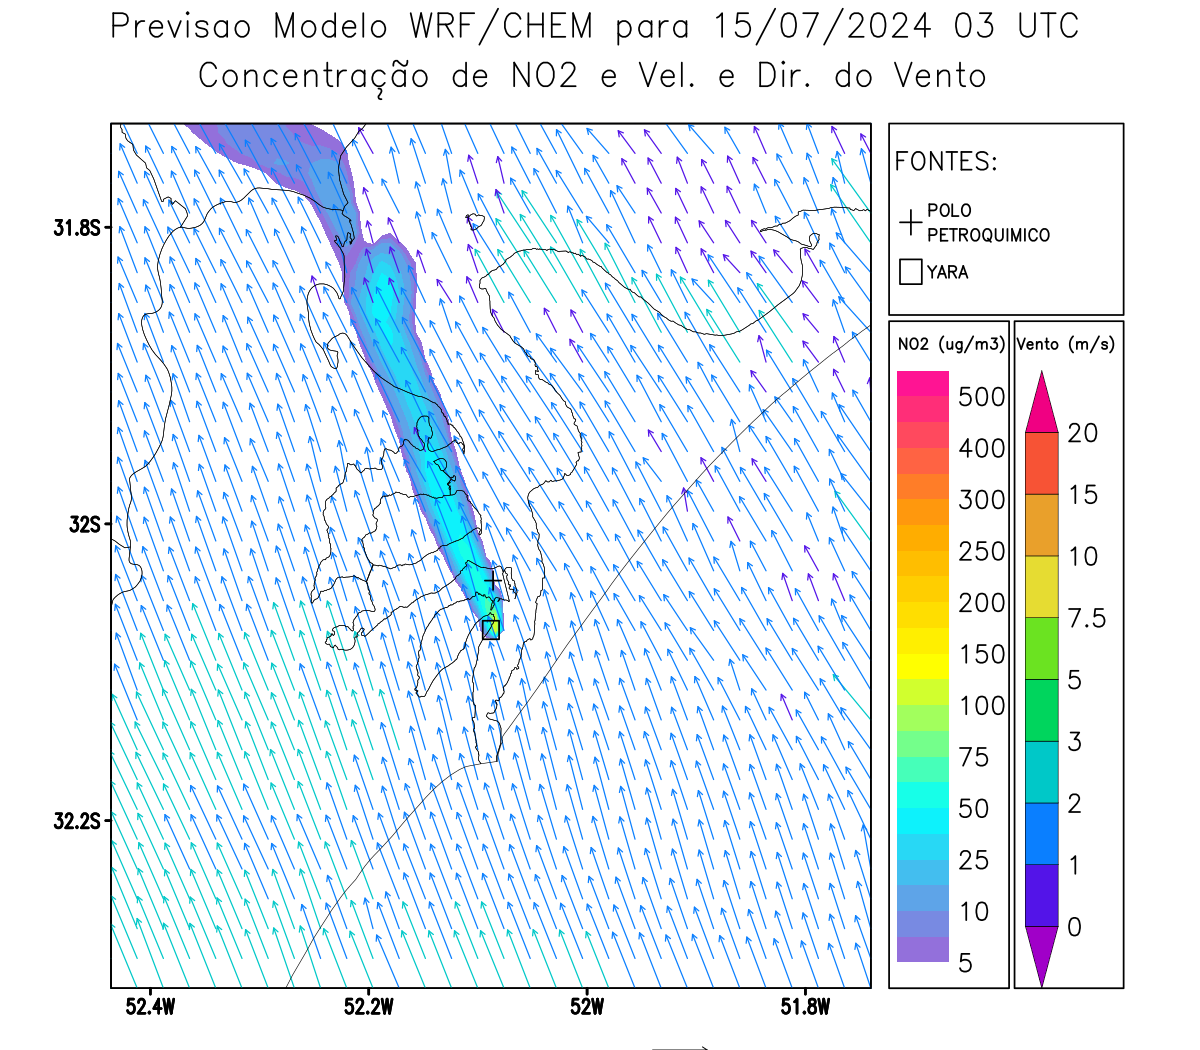 Previsao Modelo WRF/CHEM para 15/07/2024 03 UTC
Concentração de NO2 e Vel. e Dir. do Vento
FONTES:
POLO
PETROQUIMICO
YARA
31.8S
32S
32.2S
52.4W
52.2W
52W
51.8W
NO2 (ug/m3)
500
400
300
250
200
150
100
75
50
25
10
5
Vento (m/s)
20
15
10
7.5
5
3
2
1
0